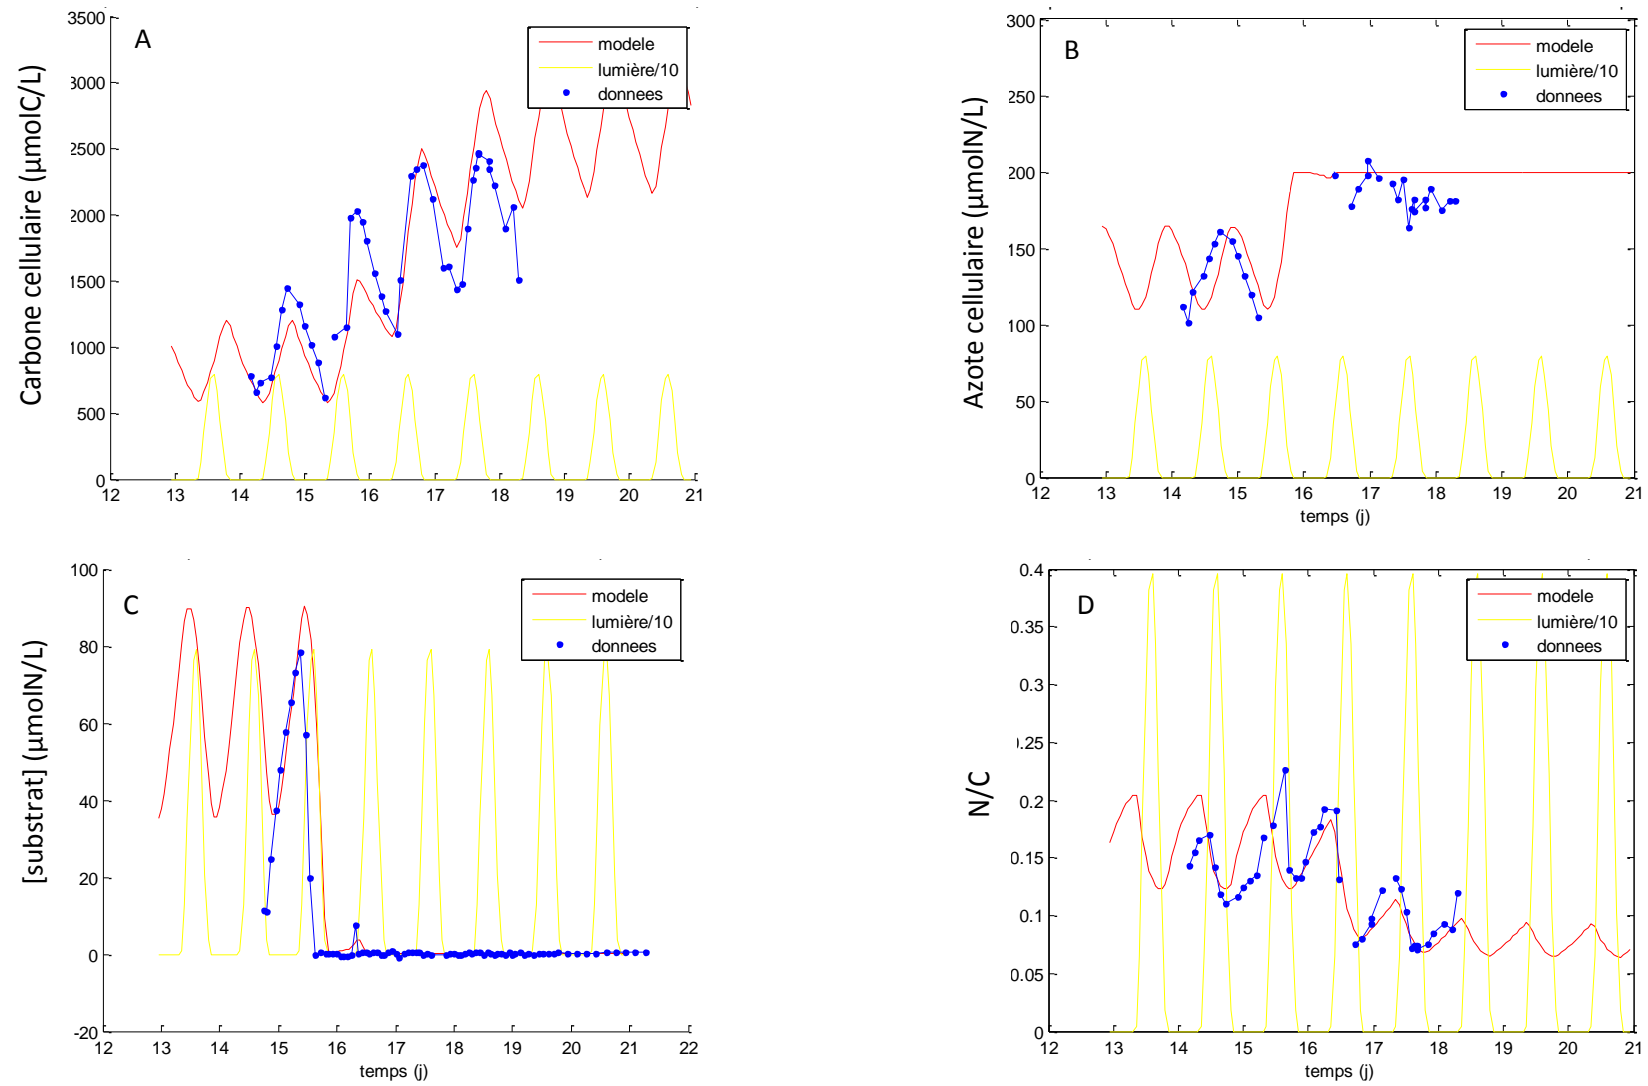 A
Carbone cellulaire (µmolC/L)
3500
3000
2500
2000
1500
1000
500
0
12 13 14 15 16 17 18 19 20 21
modele
lumière/10
donnees
B
Azote cellulaire (µmolN/L)
300
250
200
150
100
50
0
12 13 14 15 16 17 18 19 20 21
temps (j)
modele
lumière/10
donnees
C
[substrat] (µmolN/L)
100
80
60
40
20
0
-20
12 13 14 15 16 17 18 19 20 21 22
temps (j)
modele
lumière/10
donnees
D
N/C
0.4
0.35
0.3
0.25
0.2
0.15
0.1
0.05
0
12 13 14 15 16 17 18 19 20 21
temps (j)
modele
lumière/10
donnees